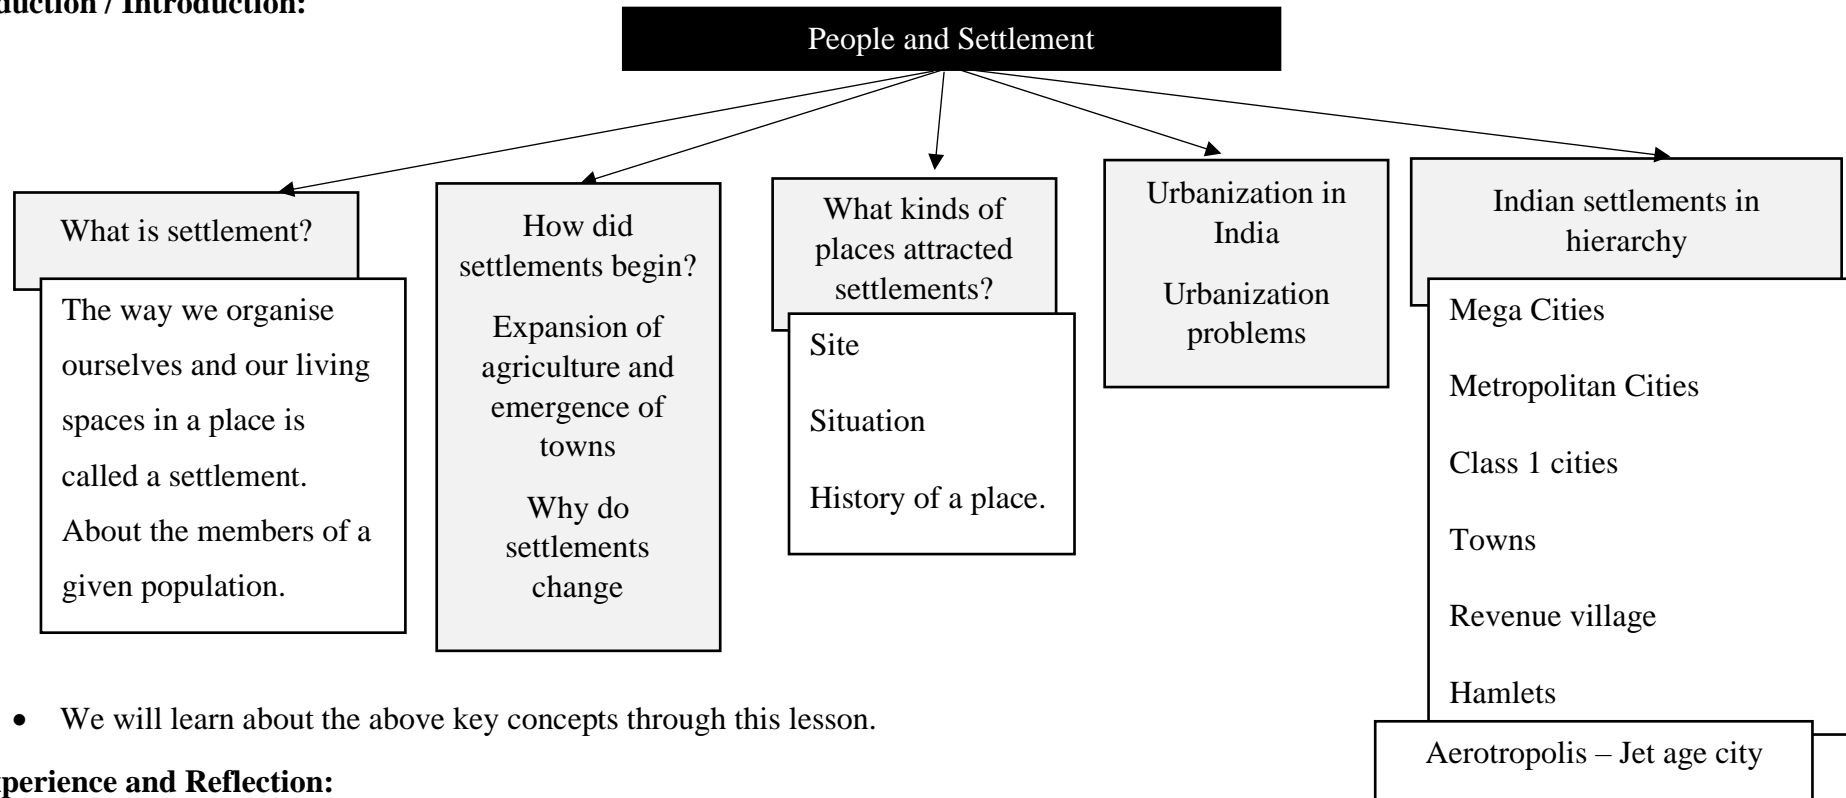 duction / Introduction:
People and Settlement
What is settlement?
The way we organise
ourselves and our living
spaces in a place is
called a settlement.
About the members of a
given population.
How did
settlements begin?
Expansion of
agriculture and
emergence of
towns
Why do
settlements
change
What kinds of
places attracted
settlements?
Site
Situation
History of a place.
Urbanization in
India
Urbanization
problems
Indian settlements in
hierarchy
Mega Cities
Metropolitan Cities
Class 1 cities
Towns
Revenue village
Hamlets
Aerotropolis – Jet age city
• We will learn about the above key concepts through this lesson.
xperience and Reflection: